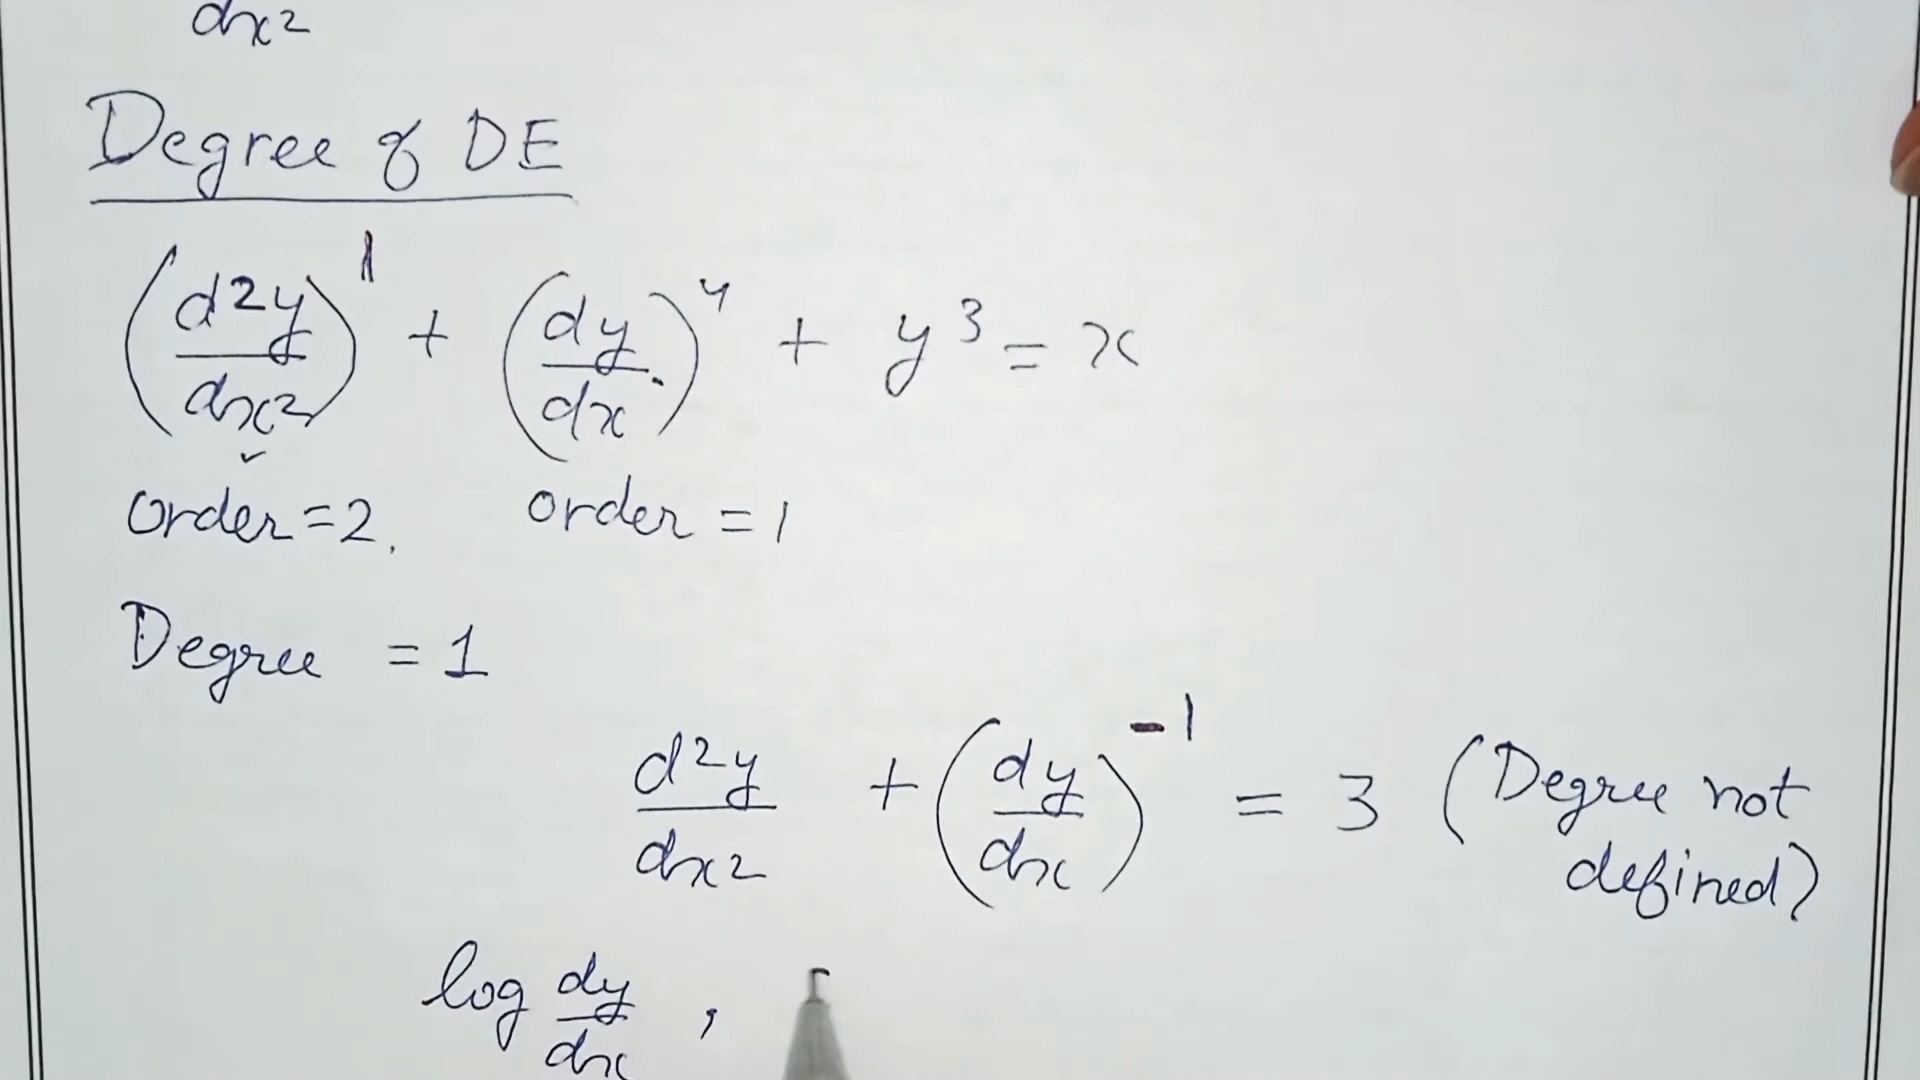 dx2
Degree of DE
(d2y/dx2)^1 + (dy/dx)^4 + y^3 = x
order = 2, order = 1
Degree = 1
d2y/dx2 + (dy/dx)^-1 = 3 (Degree not
defined)
log dy/dx ,